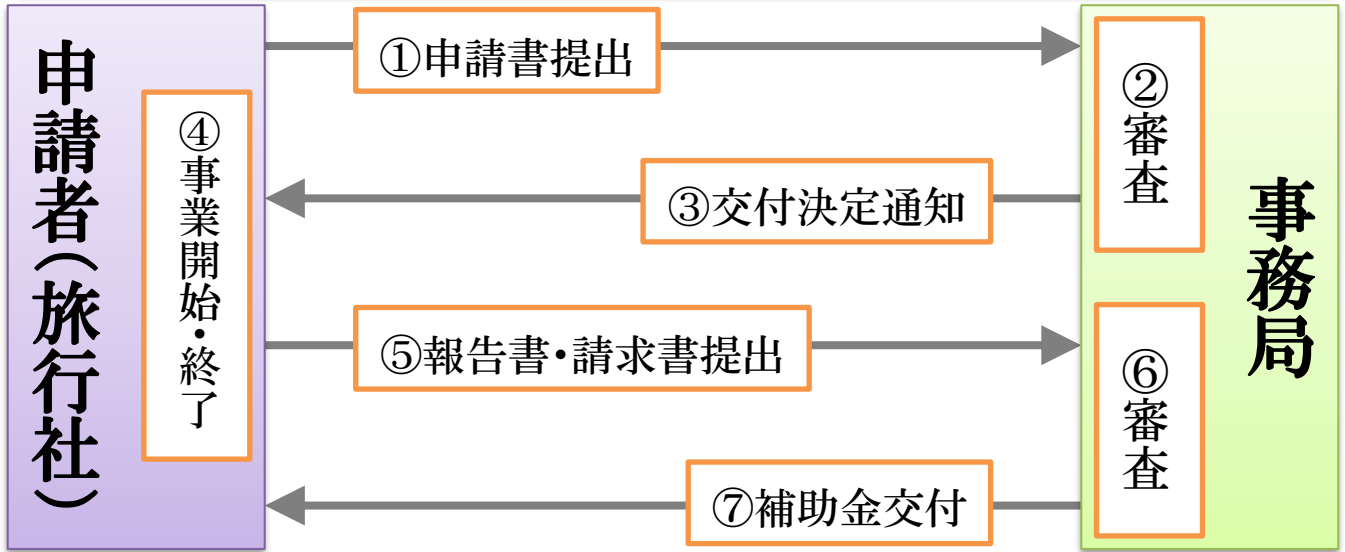 申請者(旅行社)
①申請書提出
②審査
③交付決定通知
④事業開始・終了
⑤報告書・請求書提出
⑥審査
⑦補助金交付
事務局